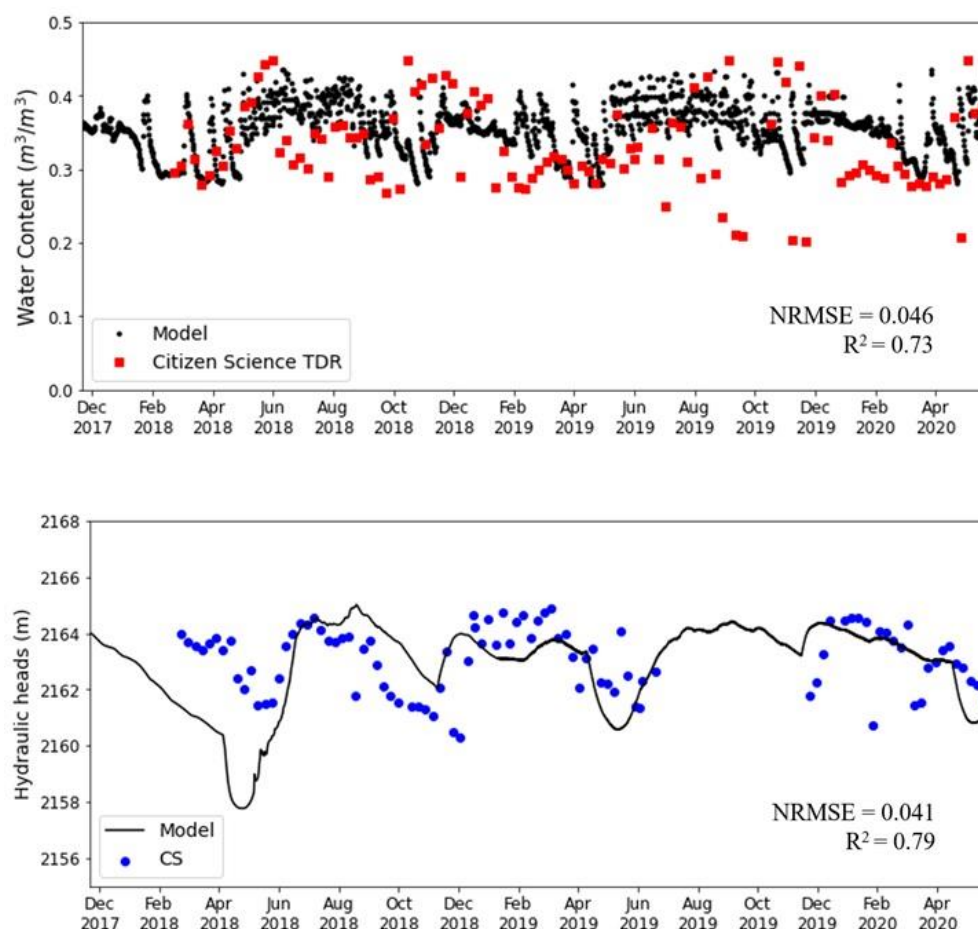 Water Content (m³/m³)
0.5
0.4
0.3
0.2
0.1
0.0
Model
Citizen Science TDR
NRMSE = 0.046
R² = 0.73
Dec Feb Apr Jun Aug Oct Dec Feb Apr Jun Aug Oct Dec Feb Apr
2017 2018 2018 2018 2018 2018 2018 2019 2019 2019 2019 2019 2019 2020 2020
Hydraulic heads (m)
2168
2166
2164
2162
2160
2158
2156
Model
CS
NRMSE = 0.041
R² = 0.79
Dec Feb Apr Jun Aug Oct Dec Feb Apr Jun Aug Oct Dec Feb Apr
2017 2018 2018 2018 2018 2018 2018 2019 2019 2019 2019 2019 2019 2020 2020